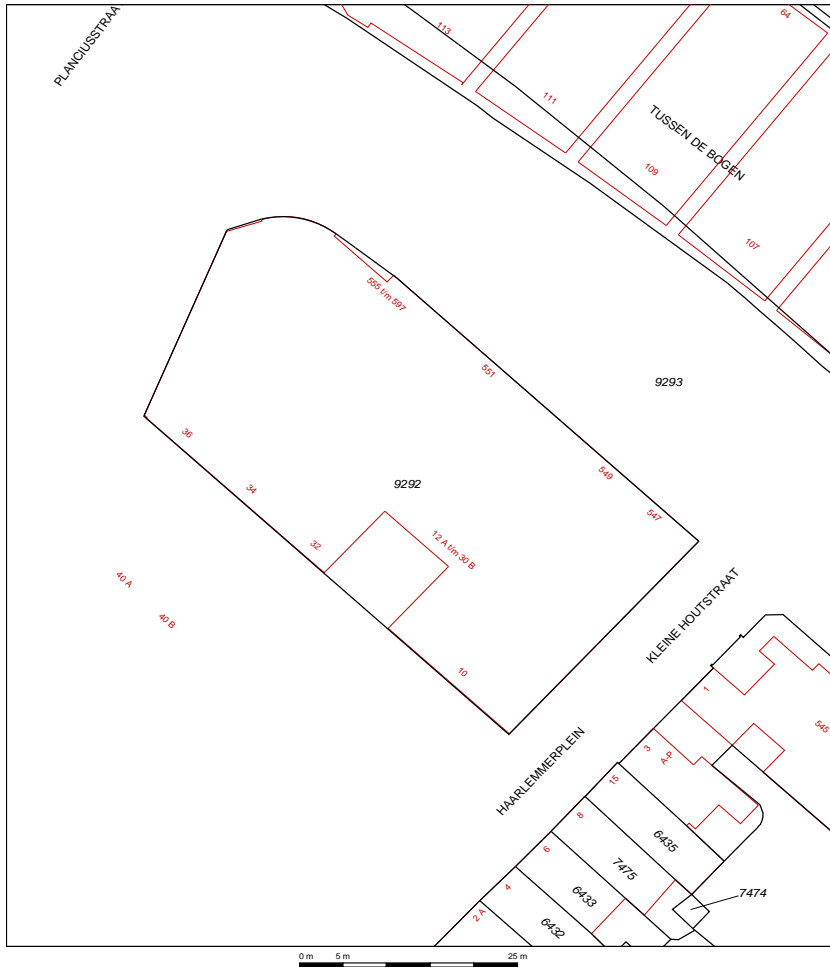 PLANCIUSSTRAA
113
64
111
TUSSEN DE BOGEN
109
107
555 t/m 597
551
9293
36
549
34
9292
547
32
12 A t/m 30 B
40 A
40 B
KLEINE HOUTSTRAAT
10
1
545
HAARLEMMERPLEIN
3
A-P
15
8
6435
6
7475
4
6433
7474
2 A
6432
0 m 5 m 25 m